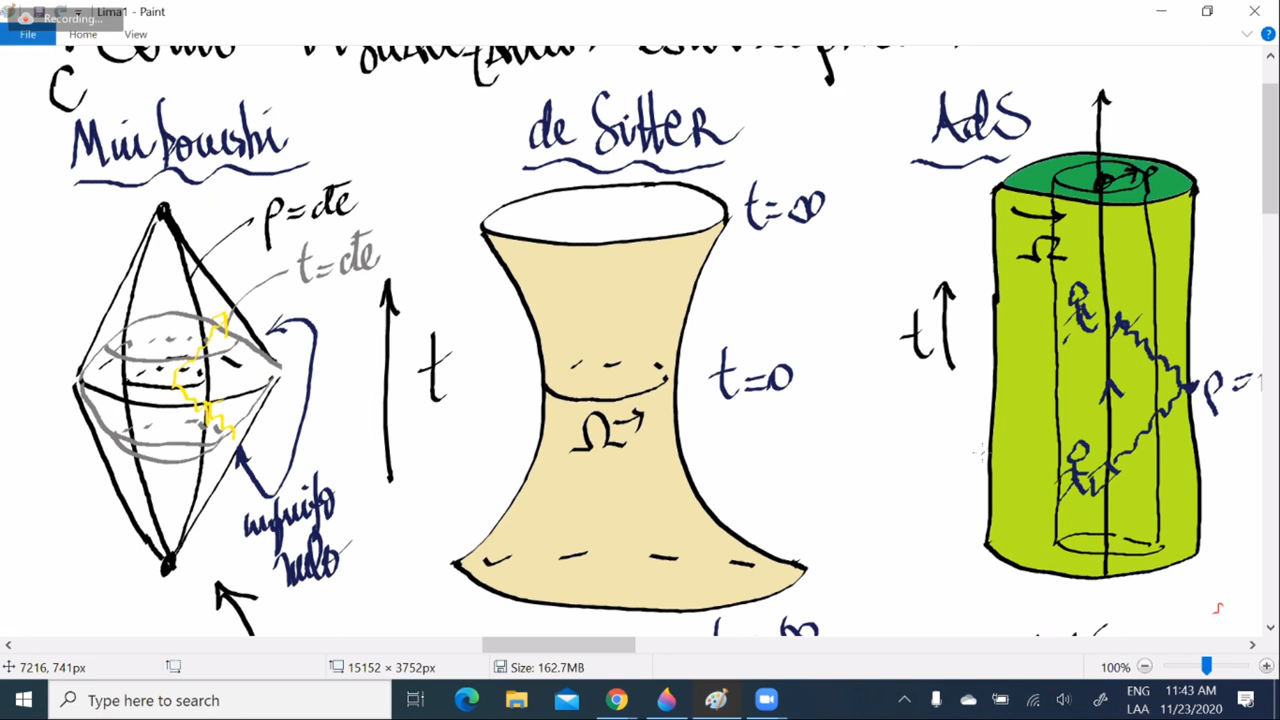 Recording...
Lima1 - Paint
File Home View
Minkowski
de Sitter
AdS
ρ=cte
t=cte
t=∞
t
t=0
Ω→
Ω
t
ρ=
infinito
nulo
7216, 741px
15152 × 3752px
Size: 162.7MB
100%
Type here to search
ENG
LAA
11:43 AM
11/23/2020